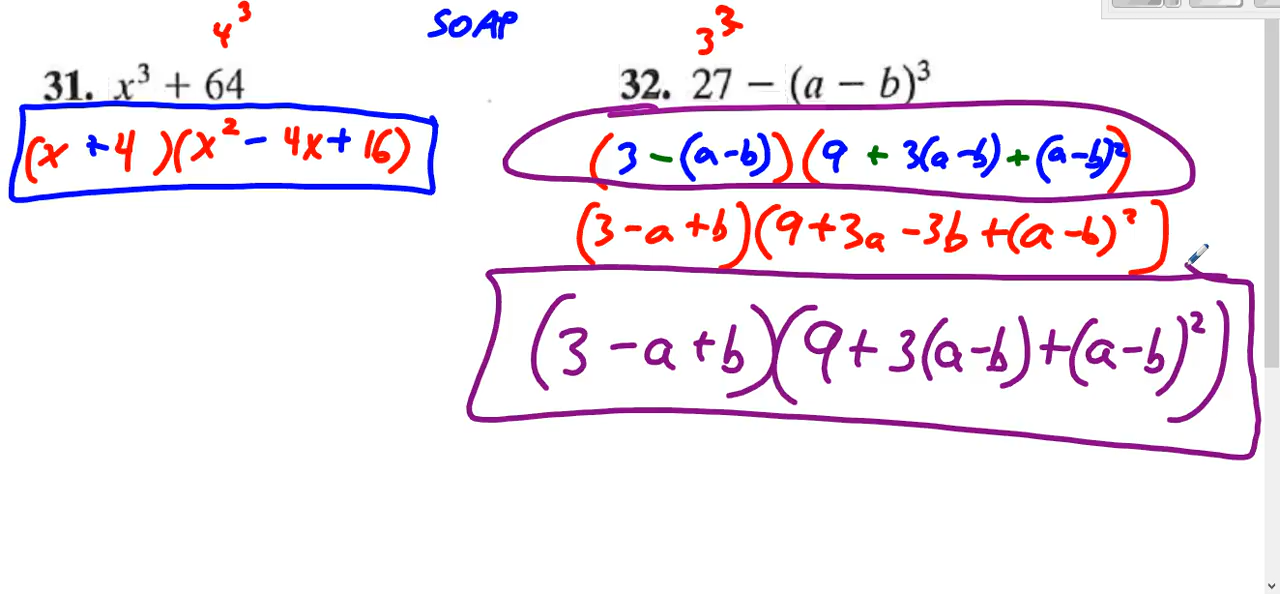 4³
SOAP
3³
31. x³ + 64
(x + 4)(x² - 4x + 16)
32. 27 − (a − b)³
(3 - (a-b))(9 + 3(a-b) + (a-b)²)
(3 - a + b)(9 + 3a - 3b + (a - b)²]
(3 - a + b)(9 + 3(a-b) + (a-b)²)